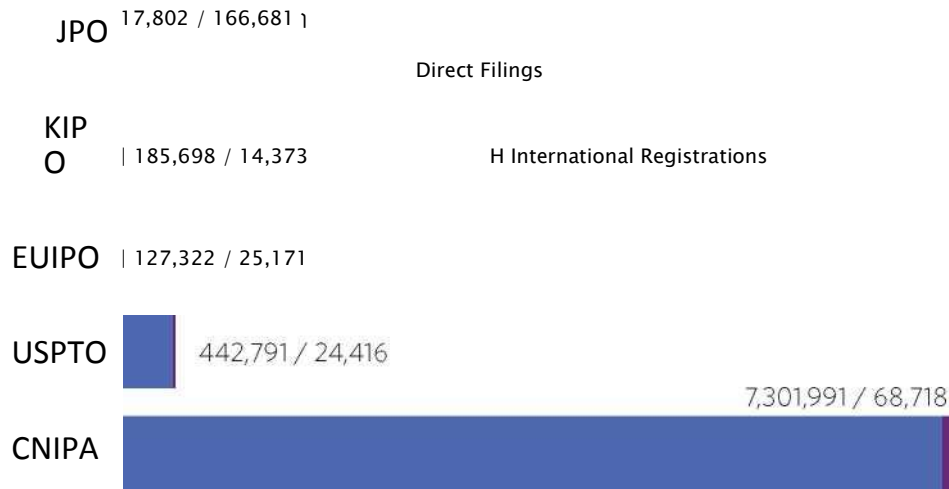 JPO 17,802 / 166,681
Direct Filings
KIP
O | 185,698 / 14,373 H International Registrations
EUIPO | 127,322 / 25,171
USPTO 442,791 / 24,416
7,301,991 / 68,718
CNIPA